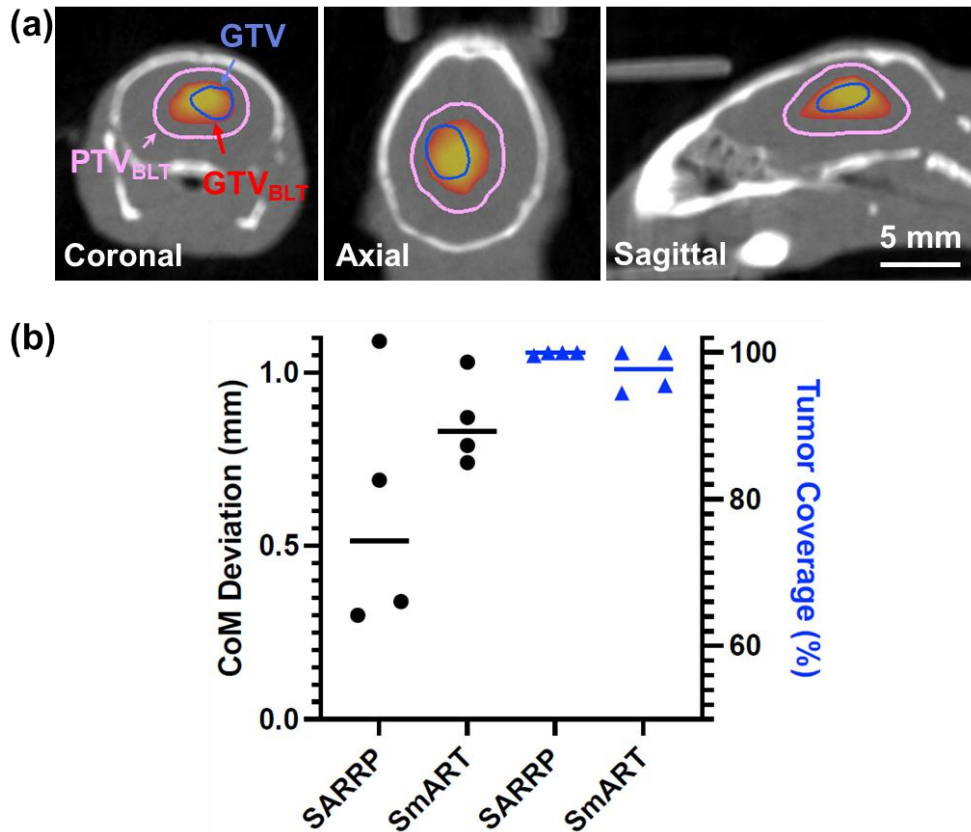 (a)
GTV
PTVBLT
GTVBLT
Coronal
Axial
Sagittal
5 mm
(b)
CoM Deviation (mm)
1.0
0.5
0.0
100
80
60
Tumor Coverage (%)
SARRP
SmART
SARRP
SmART